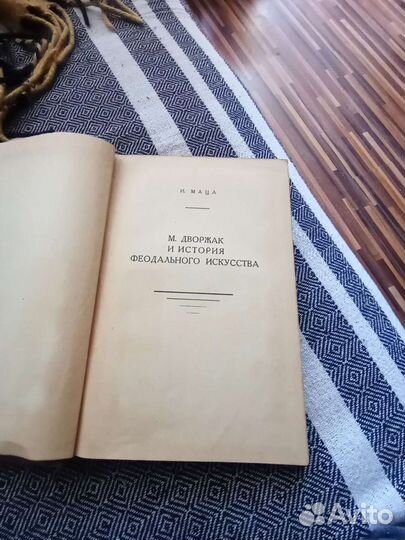 И. МАЦА
М. ДВОРЖАК
И ИСТОРИЯ
ФЕОДАЛЬНОГО ИСКУССТВА
Avito